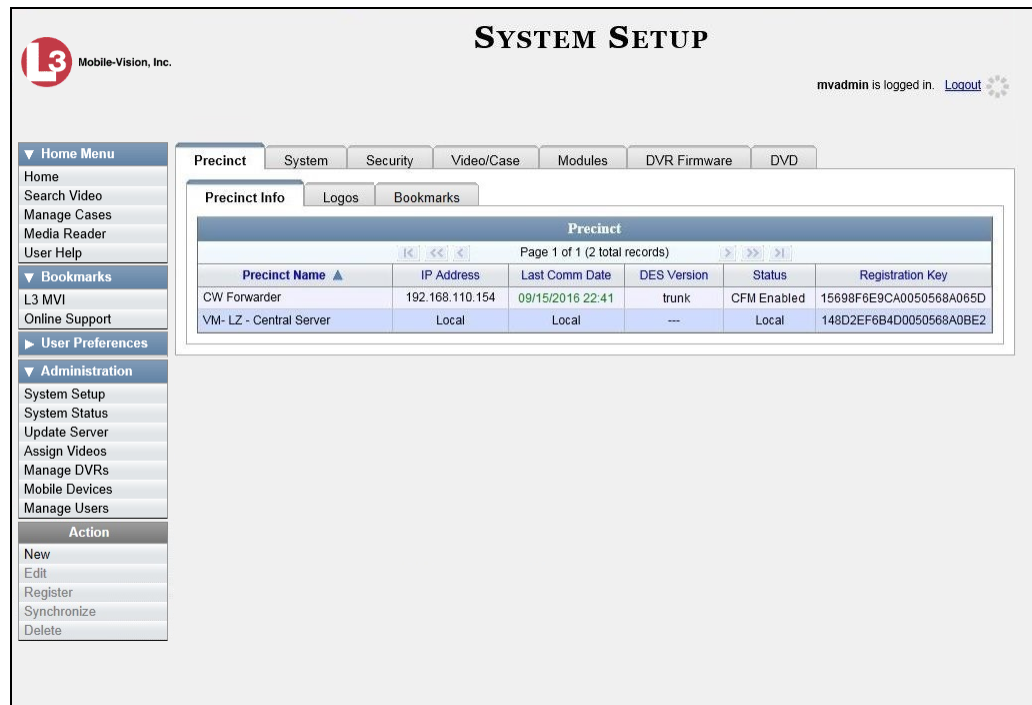 SYSTEM SETUP
L3 Mobile-Vision, Inc.
mvadmin is logged in. Logout
▼ Home Menu
Home
Search Video
Manage Cases
Media Reader
User Help
▼ Bookmarks
L3 MVI
Online Support
▶ User Preferences
▼ Administration
System Setup
System Status
Update Server
Assign Videos
Manage DVRs
Mobile Devices
Manage Users
Action
New
Edit
Register
Synchronize
Delete
Precinct System Security Video/Case Modules DVR Firmware DVD
Precinct Info Logos Bookmarks
Precinct
|< << < Page 1 of 1 (2 total records) > >> >|
Precinct Name ▲ IP Address Last Comm Date DES Version Status Registration Key
CW Forwarder 192.168.110.154 09/15/2016 22:41 trunk CFM Enabled 15698F6E9CA0050568A065D
VM- LZ - Central Server Local Local --- Local 148D2EF6B4D0050568A0BE2